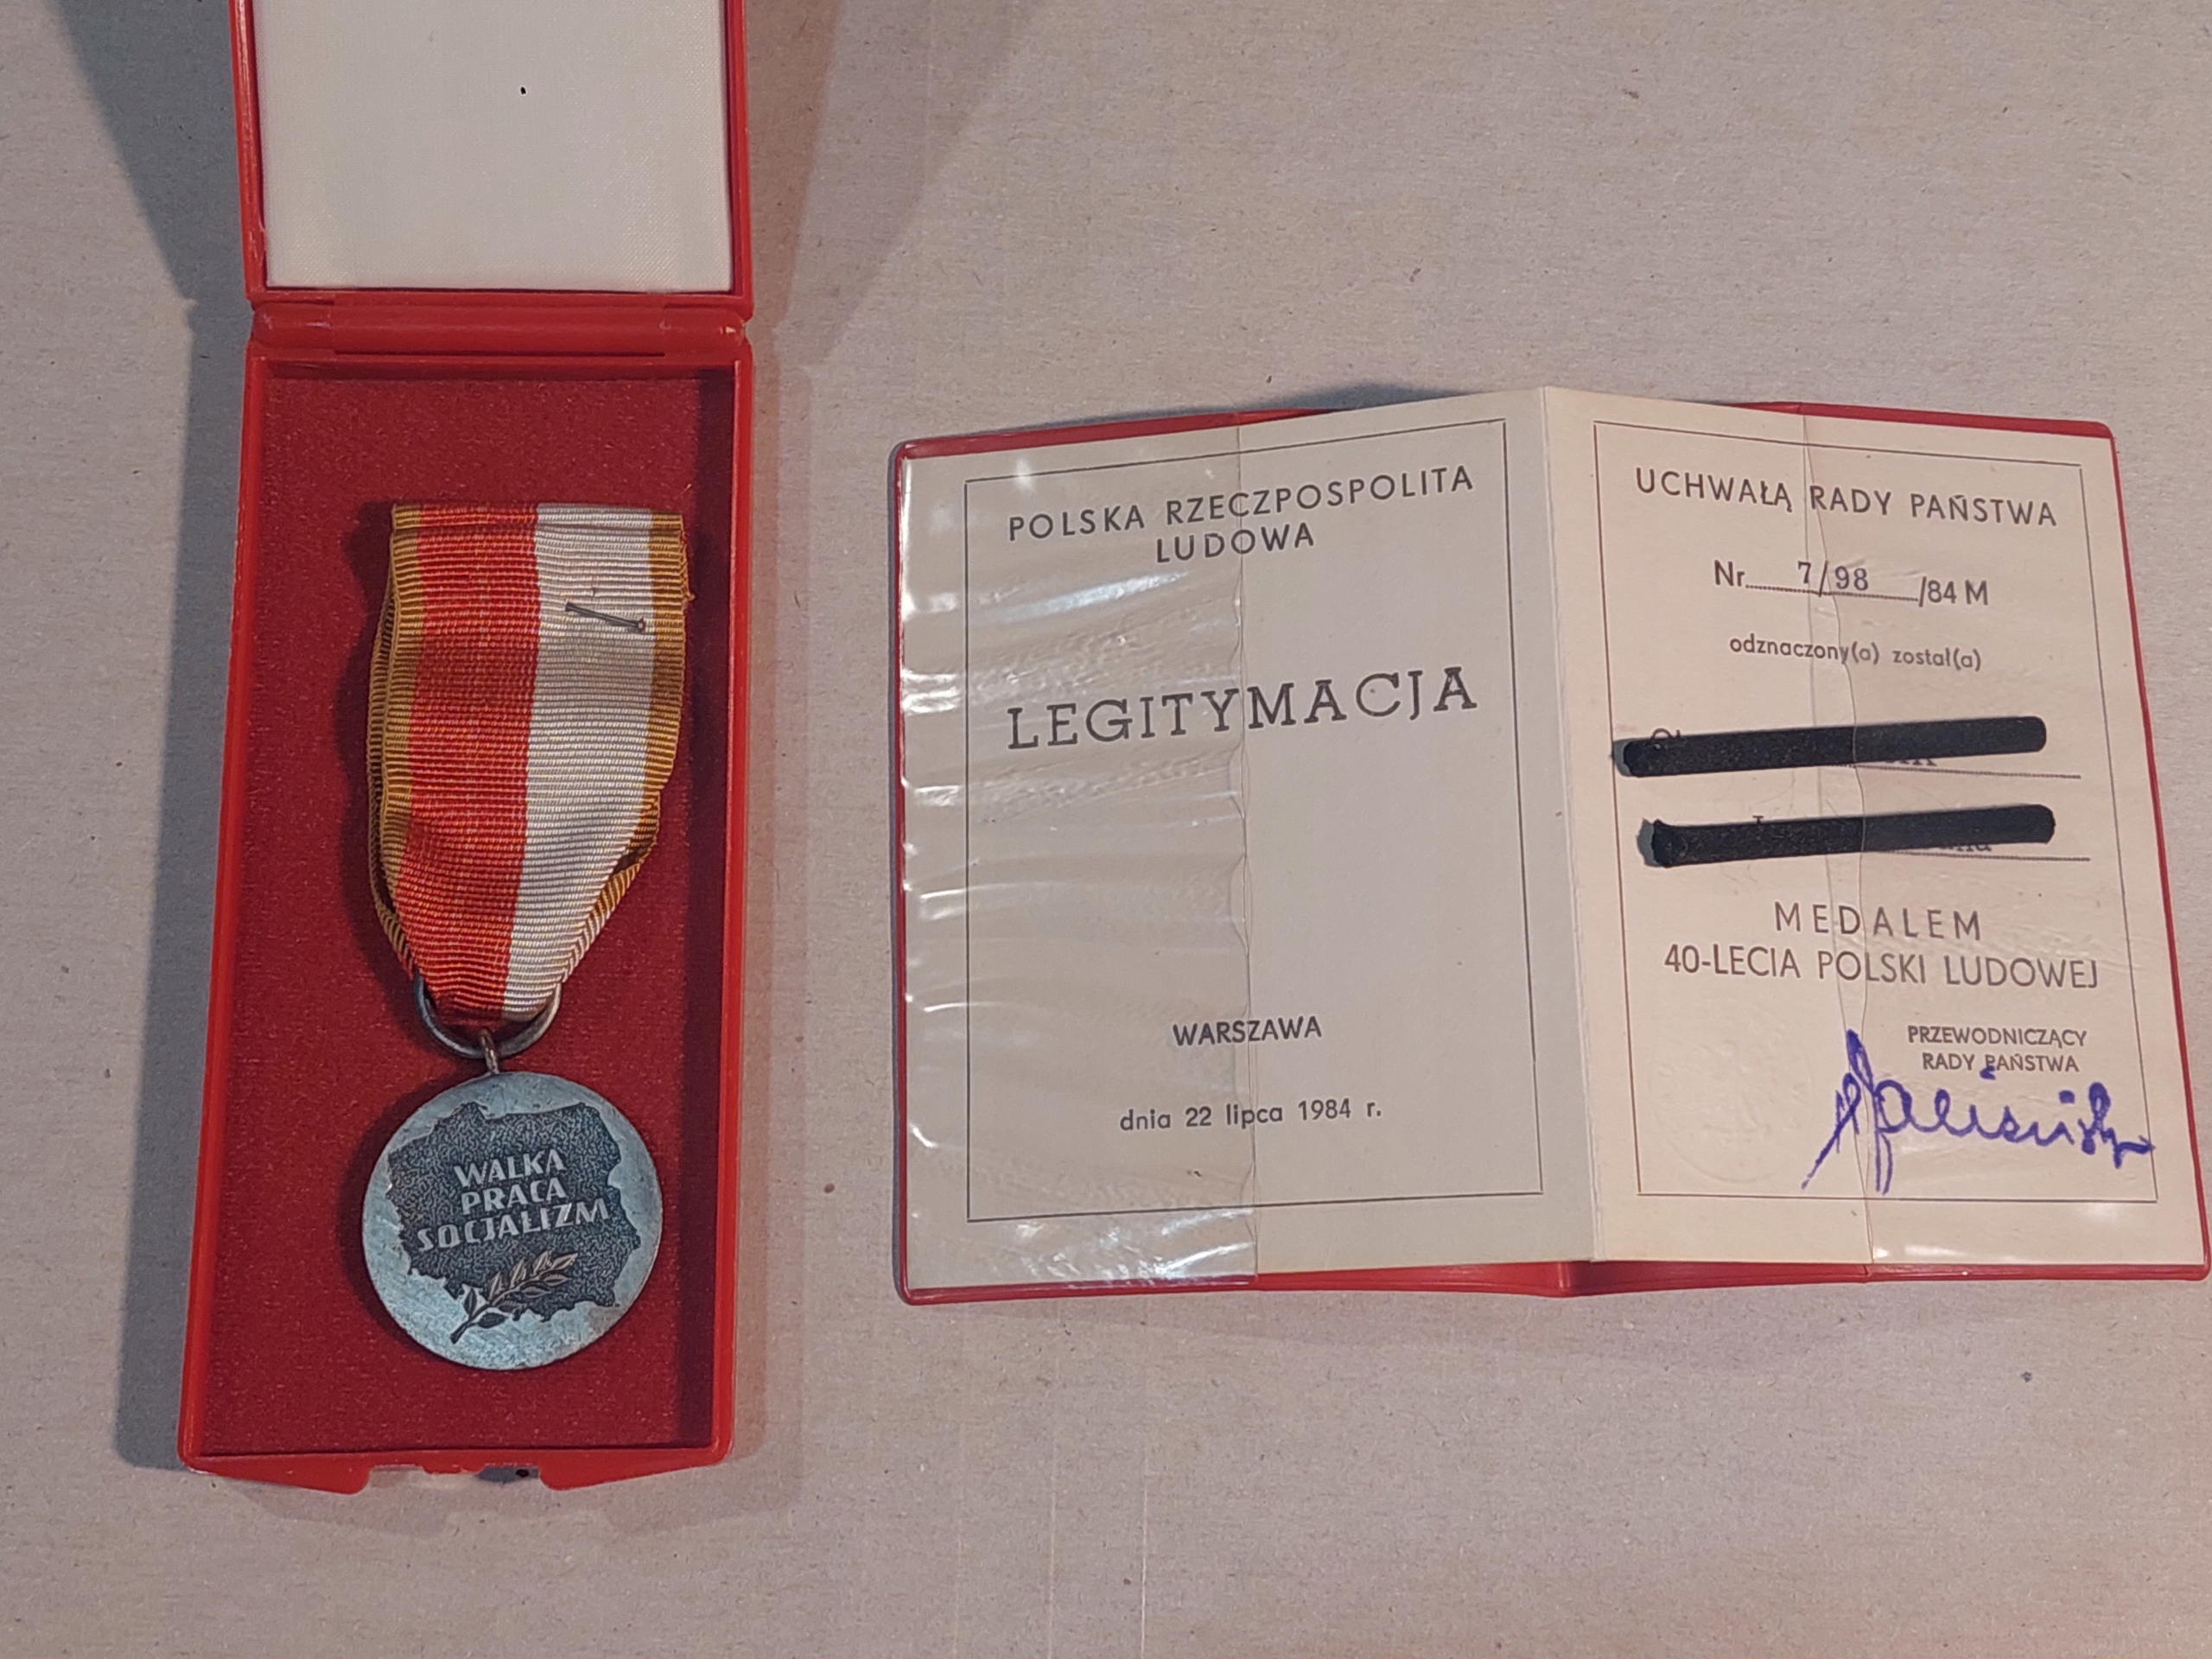 WALKA
PRACA
SOCJALIZM
POLSKA RZECZPOSPOLITA
LUDOWA
LEGITYMACJA
WARSZAWA
dnia 22 lipca 1984 r.
UCHWAŁĄ RADY PAŃSTWA
Nr 7/98 /84 M
odznaczony(a) został(a)
MEDALEM
40-LECIA POLSKI LUDOWEJ
PRZEWODNICZĄCY
RADY PAŃSTWA